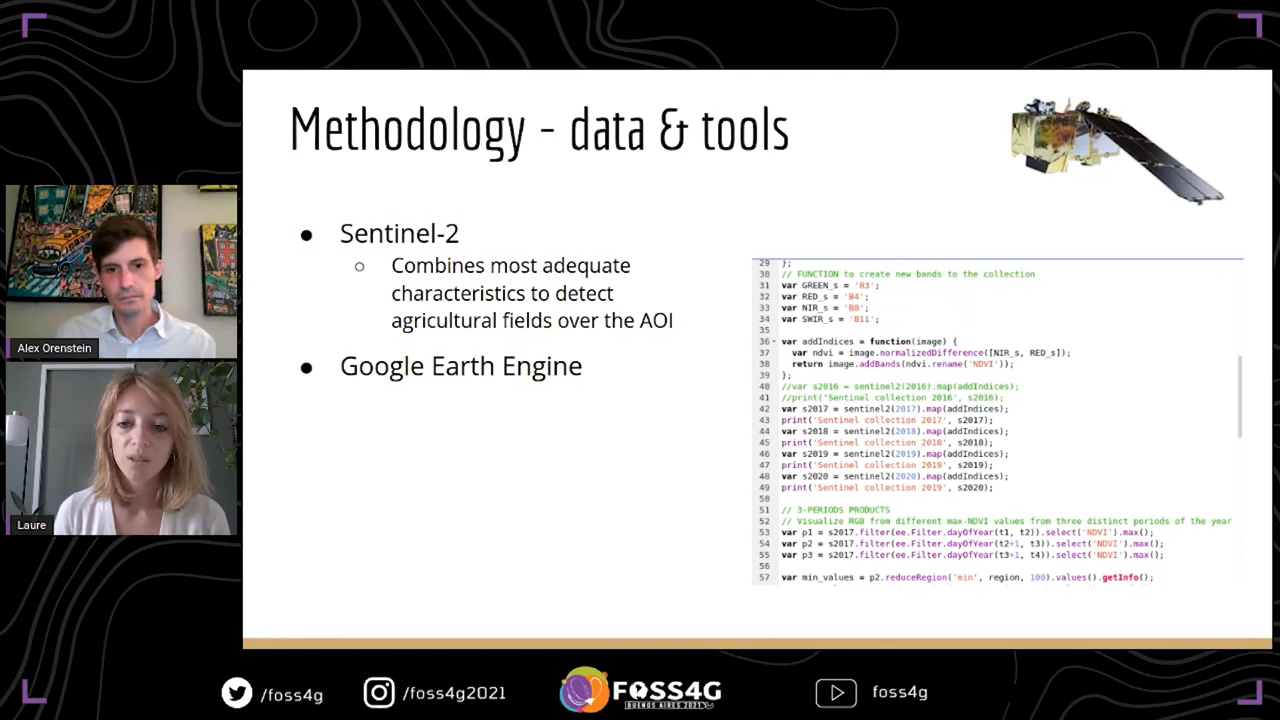 Methodology - data & tools
● Sentinel-2
○ Combines most adequate
characteristics to detect
agricultural fields over the AOI
● Google Earth Engine
29 };
30 // FUNCTION to create new bands to the collection
31 var GREEN_s = 'B3';
32 var RED_s = 'B4';
33 var NIR_s = 'B8';
34 var SWIR_s = 'B11';
35
36 var addIndices = function(image) {
37 var ndvi = image.normalizedDifference([NIR_s, RED_s]);
38 return image.addBands(ndvi.rename('NDVI'));
39 };
40 //var s2016 = sentinel2(2016).map(addIndices);
41 //print('Sentinel collection 2016', s2016);
42 var s2017 = sentinel2(2017).map(addIndices);
43 print('Sentinel collection 2017', s2017);
44 var s2018 = sentinel2(2018).map(addIndices);
45 print('Sentinel collection 2018', s2018);
46 var s2019 = sentinel2(2019).map(addIndices);
47 print('Sentinel collection 2019', s2019);
48 var s2020 = sentinel2(2020).map(addIndices);
49 print('Sentinel collection 2019', s2020);
50
51 // 3-PERIODS PRODUCTS
52 // Visualize RGB from different max-NDVI values from three distinct periods of the year
53 var p1 = s2017.filter(ee.Filter.dayOfYear(t1, t2)).select('NDVI').max();
54 var p2 = s2017.filter(ee.Filter.dayOfYear(t2+1, t3)).select('NDVI').max();
55 var p3 = s2017.filter(ee.Filter.dayOfYear(t3+1, t4)).select('NDVI').max();
56
57 var min_values = p2.reduceRegion('min', region, 100).values().getInfo();
Alex Orenstein
Laure
/foss4g
/foss4g2021
FOSS4G
BUENOS AIRES 2021
foss4g